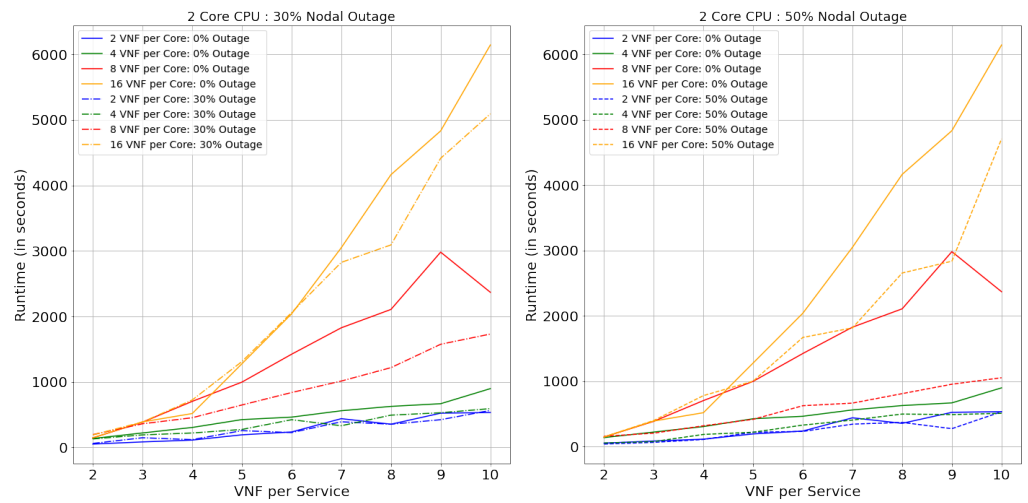 2 Core CPU : 30% Nodal Outage
2 VNF per Core: 0% Outage
4 VNF per Core: 0% Outage
8 VNF per Core: 0% Outage
16 VNF per Core: 0% Outage
2 VNF per Core: 30% Outage
4 VNF per Core: 30% Outage
8 VNF per Core: 30% Outage
16 VNF per Core: 30% Outage
Runtime (in seconds)
6000
5000
4000
3000
2000
1000
0
2 3 4 5 6 7 8 9 10
VNF per Service
2 Core CPU : 50% Nodal Outage
2 VNF per Core: 0% Outage
4 VNF per Core: 0% Outage
8 VNF per Core: 0% Outage
16 VNF per Core: 0% Outage
2 VNF per Core: 50% Outage
4 VNF per Core: 50% Outage
8 VNF per Core: 50% Outage
16 VNF per Core: 50% Outage
Runtime (in seconds)
6000
5000
4000
3000
2000
1000
0
2 3 4 5 6 7 8 9 10
VNF per Service